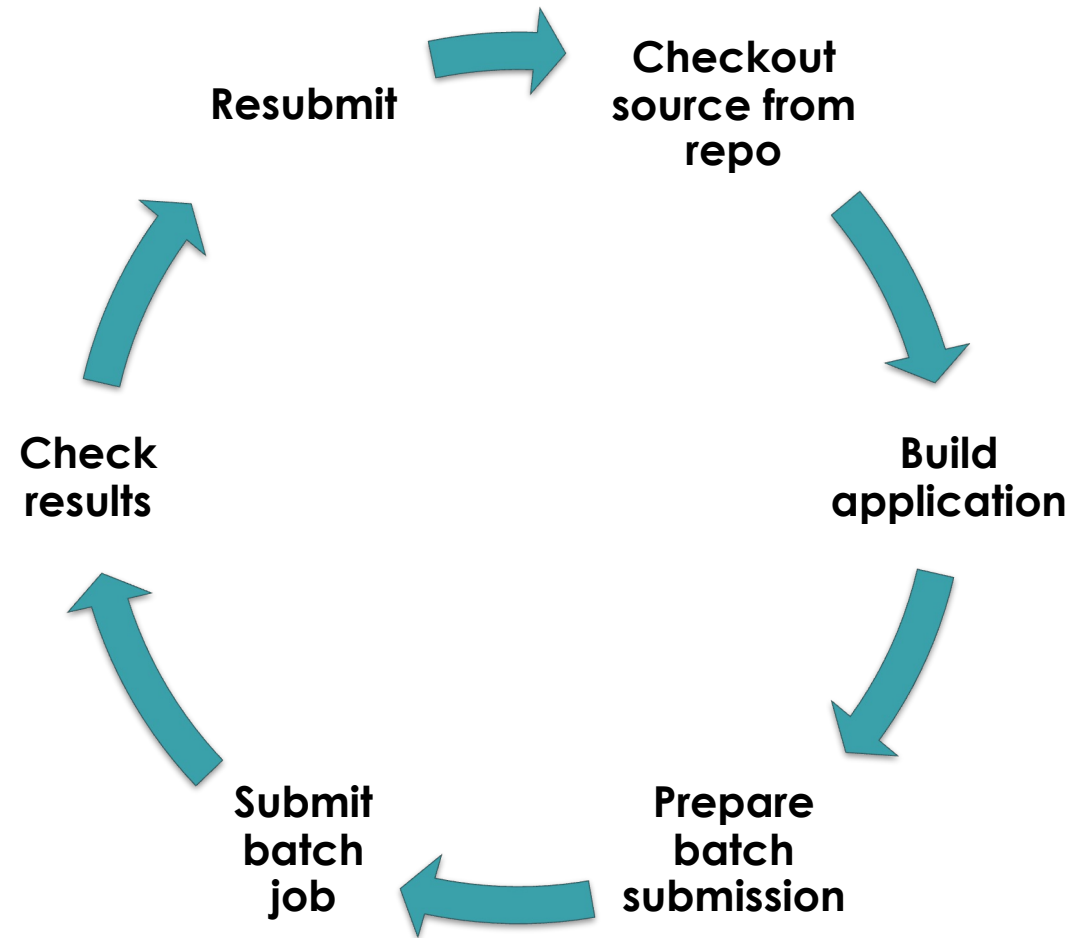 Resubmit
Checkout
source from
repo
Build
application
Prepare
batch
submission
Submit
batch
job
Check
results